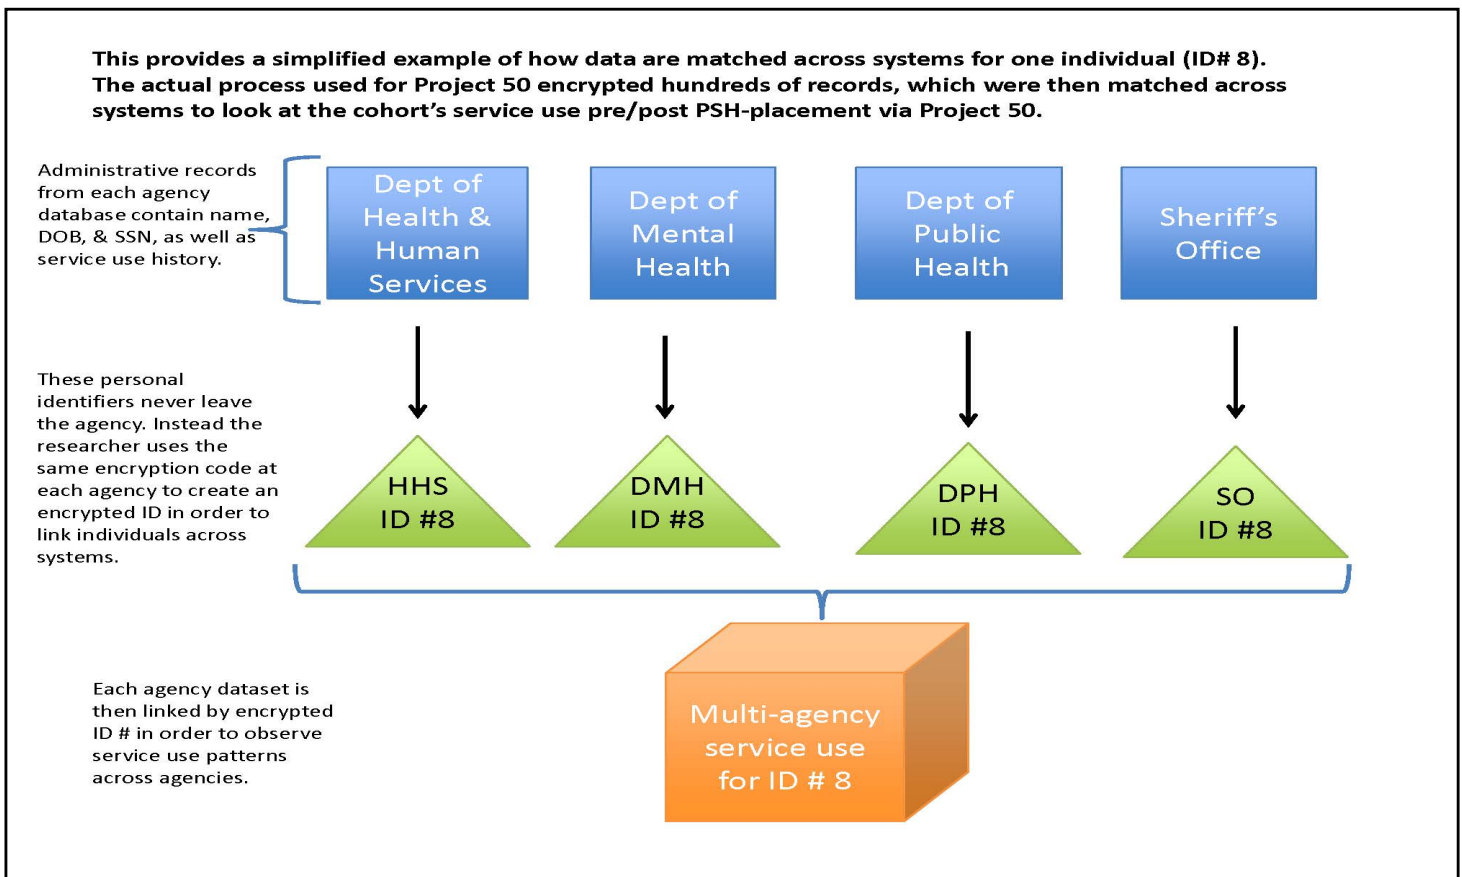 This provides a simplified example of how data are matched across systems for one individual (ID# 8).
The actual process used for Project 50 encrypted hundreds of records, which were then matched across
systems to look at the cohort's service use pre/post PSH-placement via Project 50.
Administrative records
from each agency
database contain name,
DOB, & SSN, as well as
service use history.
Dept of
Health &
Human
Services
Dept of
Mental
Health
Dept of
Public
Health
Sheriff's
Office
These personal
identifiers never leave
the agency. Instead the
researcher uses the
same encryption code at
each agency to create an
encrypted ID in order to
link individuals across
systems.
HHS
ID #8
DMH
ID #8
DPH
ID #8
SO
ID #8
Each agency dataset is
then linked by encrypted
ID # in order to observe
service use patterns
across agencies.
Multi-agency
service use
for ID # 8